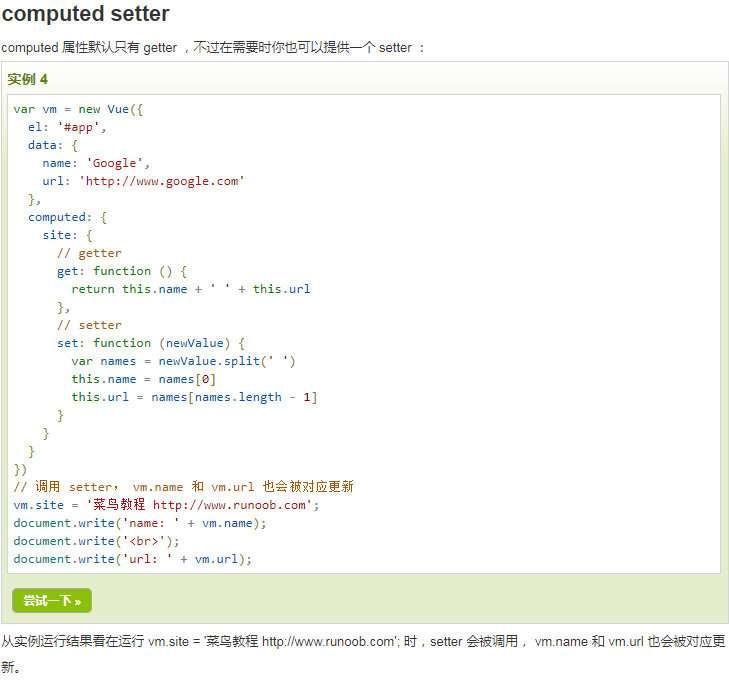 computed setter
computed 属性默认只有 getter ，不过在需要时你也可以提供一个 setter ：
实例 4
var vm = new Vue({
  el: '#app',
  data: {
    name: 'Google',
    url: 'http://www.google.com'
  },
  computed: {
    site: {
      // getter
      get: function () {
        return this.name + ' ' + this.url
      },
      // setter
      set: function (newValue) {
        var names = newValue.split(' ')
        this.name = names[0]
        this.url = names[names.length - 1]
      }
    }
  }
})
// 调用 setter， vm.name 和 vm.url 也会被对应更新
vm.site = '菜鸟教程 http://www.runoob.com';
document.write('name: ' + vm.name);
document.write('<br>');
document.write('url: ' + vm.url);
尝试一下 »
从实例运行结果看在运行 vm.site = '菜鸟教程 http://www.runoob.com'; 时，setter 会被调用， vm.name 和 vm.url 也会被对应更
新。